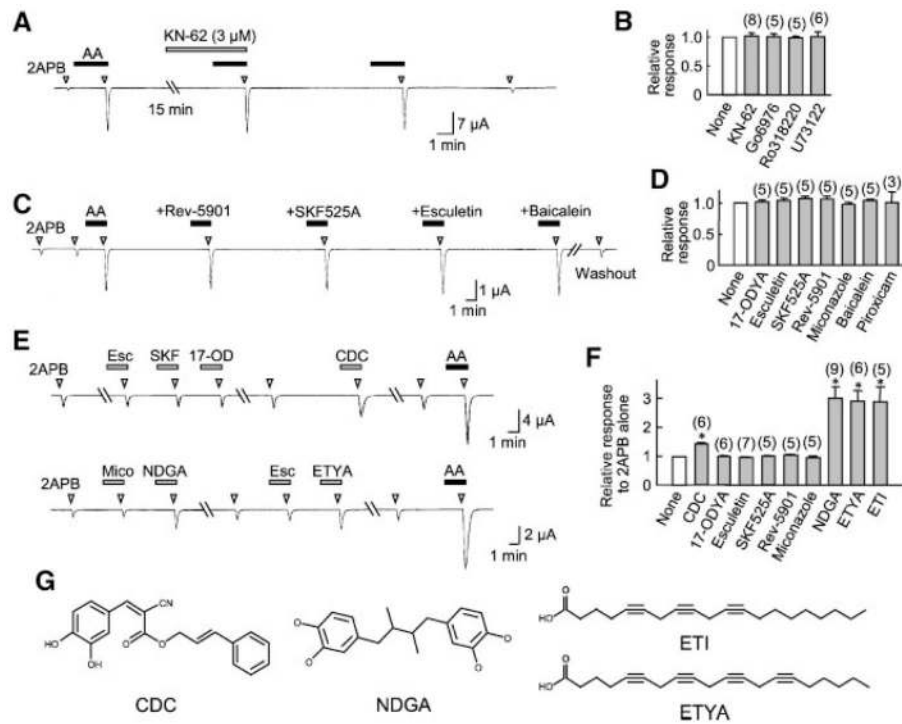 A
KN-62 (3 μM)
AA
2APB
15 min
7 μA
1 min
B
Relative
response
1.0
0.5
0
(8)
(5)
(5)
(6)
None
KN-62
Go6976
Ro318220
U73122
C
AA
+Rev-5901
+SKF525A
+Esculetin
+Baicalein
2APB
Washout
1 μA
1 min
D
Relative
response
1.0
0.5
0
(5)
(5)
(5)
(5)
(5)
(5)
(3)
None
17-ODYA
Esculetin
SKF525A
Rev-5901
Miconazole
Baicalein
Piroxicam
E
Esc
SKF
17-OD
CDC
AA
2APB
4 μA
1 min
Mico
NDGA
Esc
ETYA
AA
2APB
2 μA
1 min
F
Relative response
to 2APB alone
3
2
1
0
(6)
*
(6)
(7)
(5)
(5)
(5)
(9)
*
(6)
*
(5)
*
None
CDC
17-ODYA
Esculetin
SKF525A
Rev-5901
Miconazole
NDGA
ETYA
ETI
G
CN
HO
OH
O
O
CDC
O
O
O
O
NDGA
O
HO
ETI
O
HO
ETYA